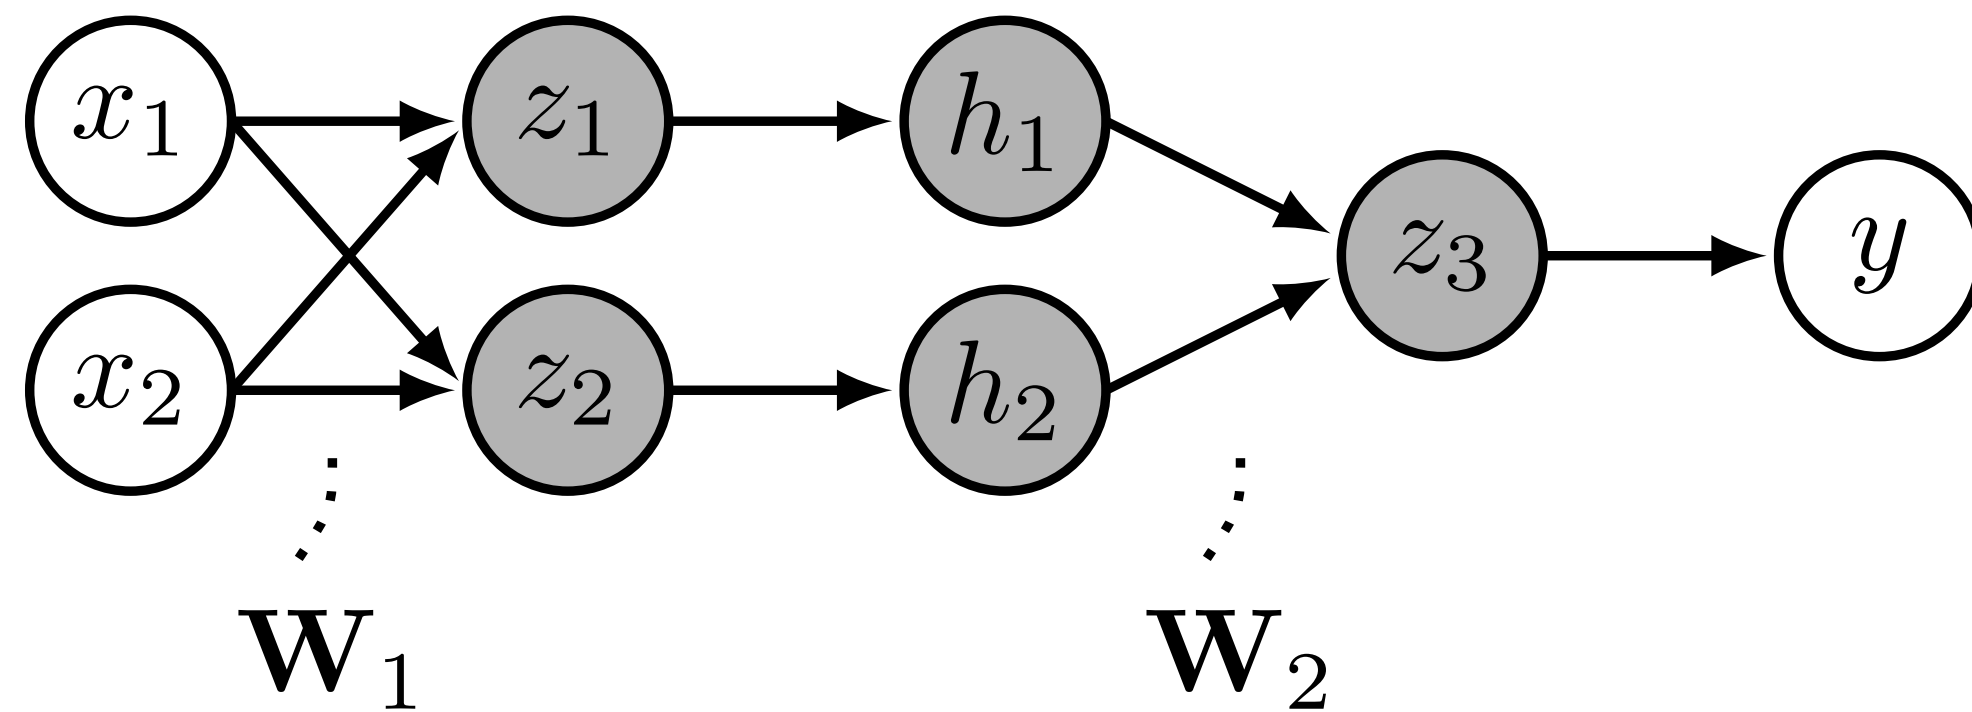 x₁ z₁ h₁
z₃ y
x₂ z₂ h₂
W₁ W₂